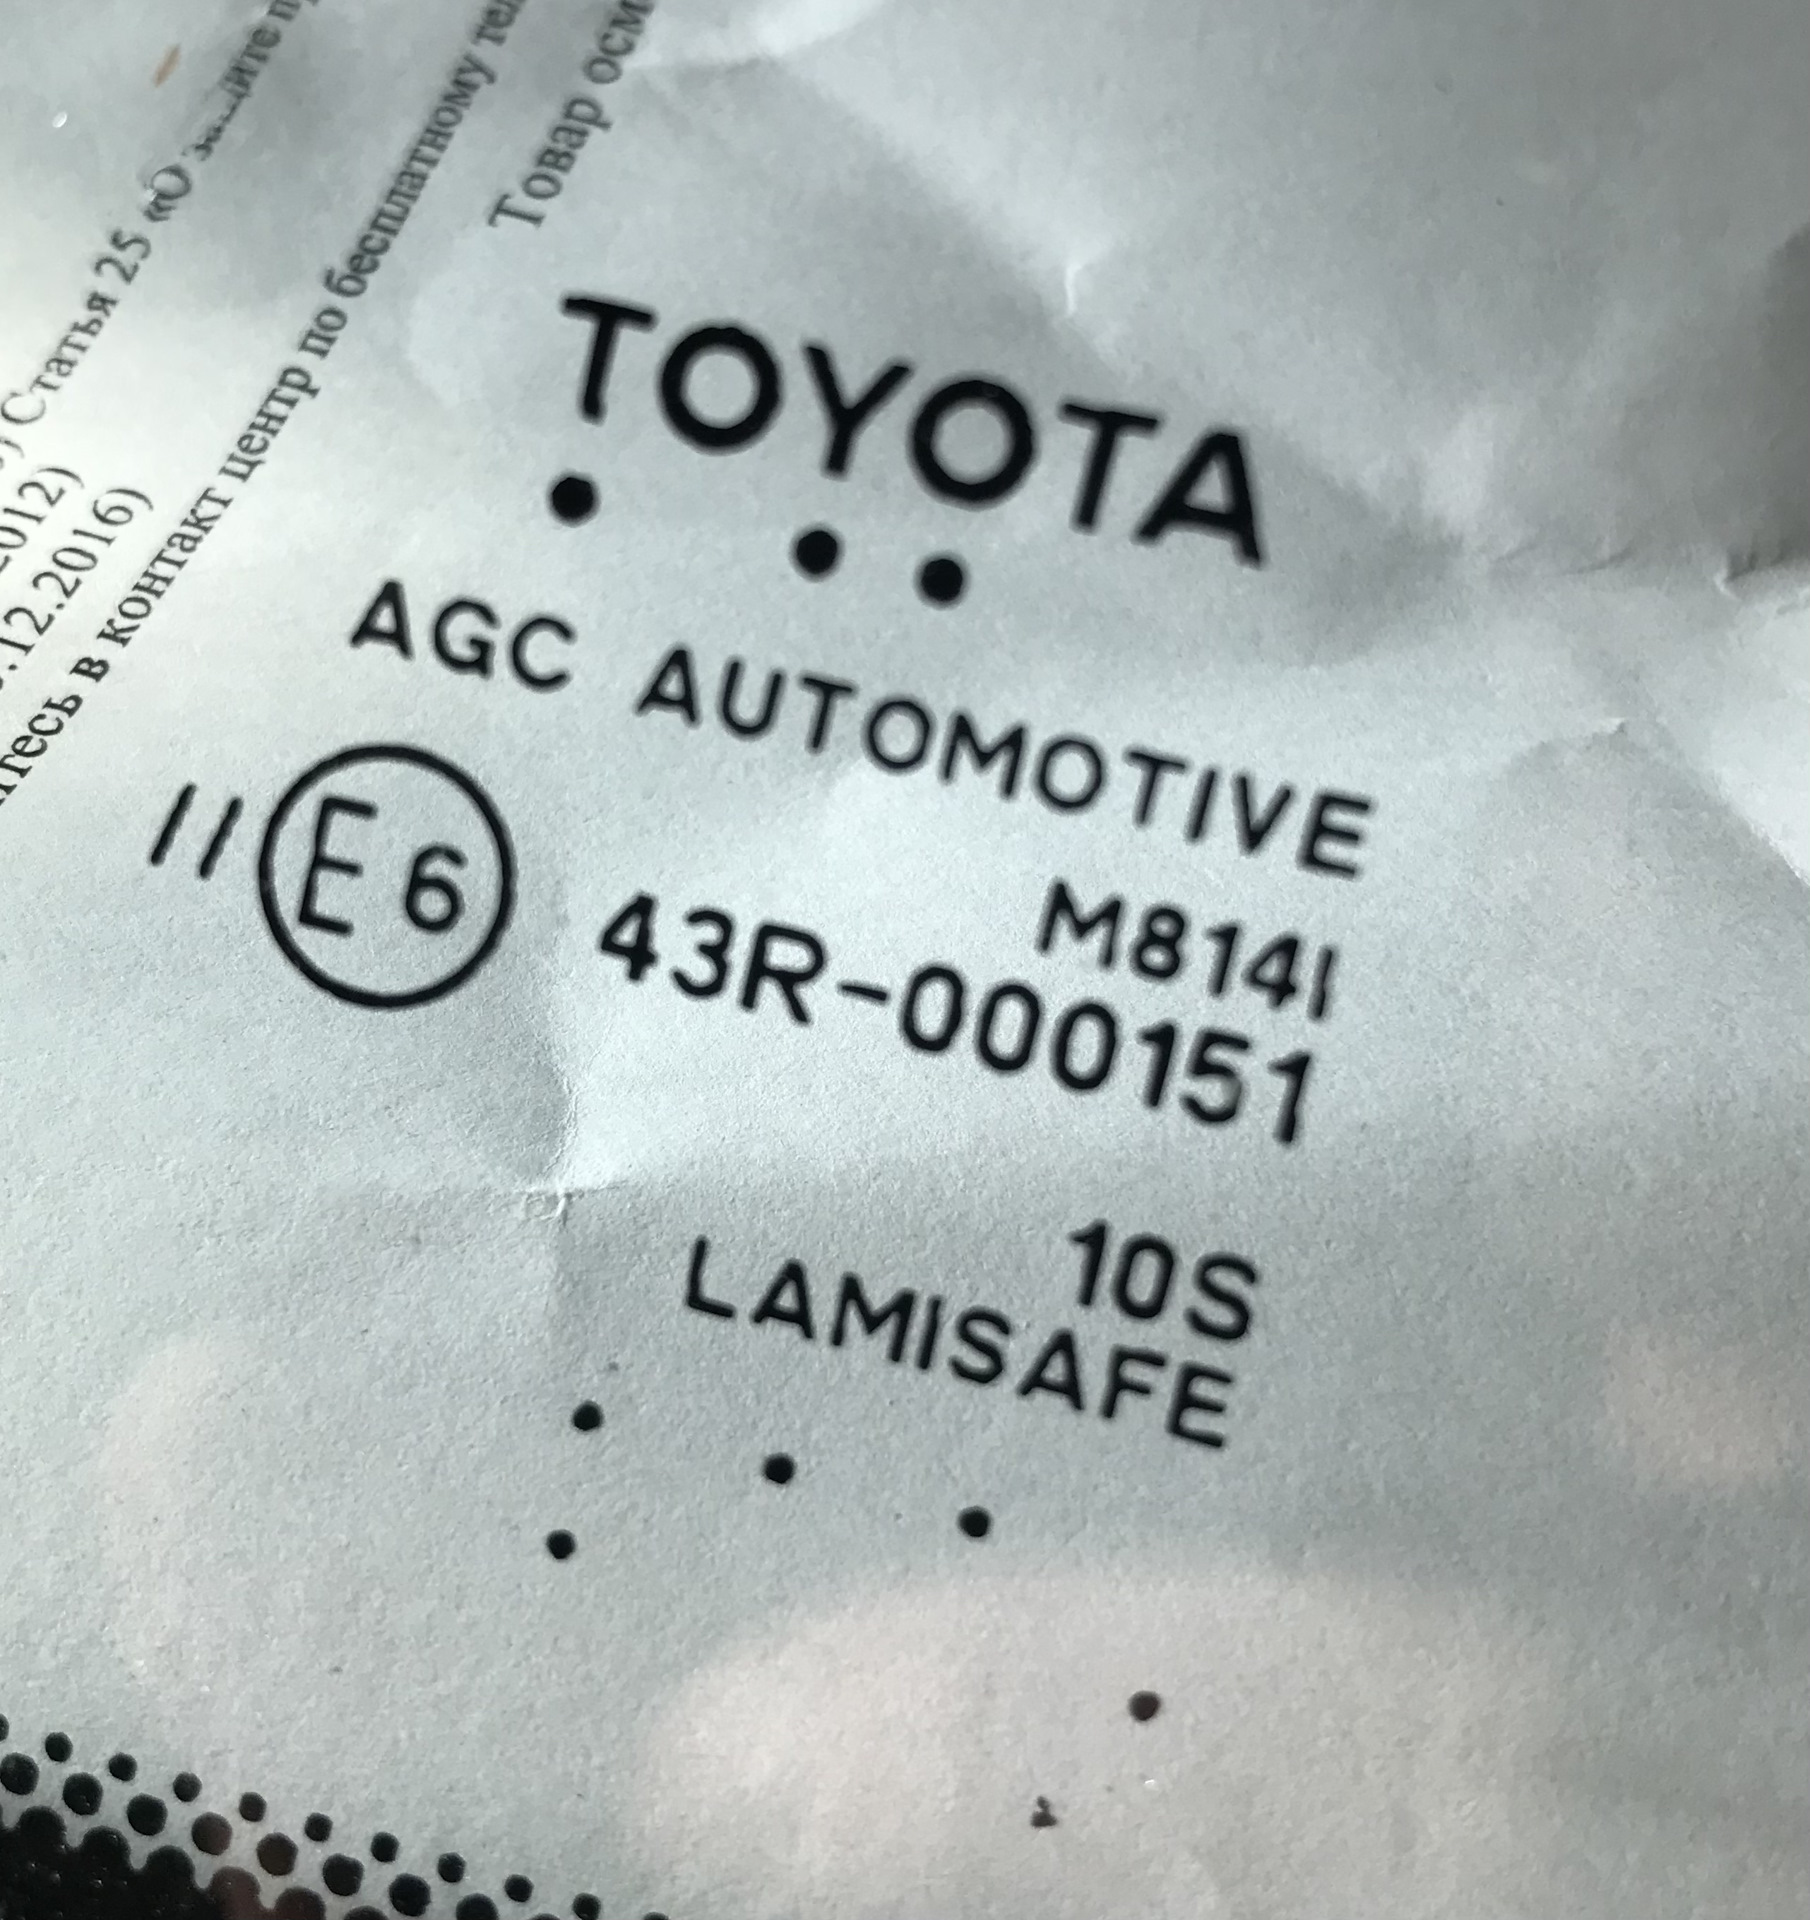 Статья 25 «О
2012)
.12.2016)
тесь в контакт центр по бесплатному
Товар
TOYOTA
AGC AUTOMOTIVE
II E6 43R-000151
M814I
10S
LAMISAFE